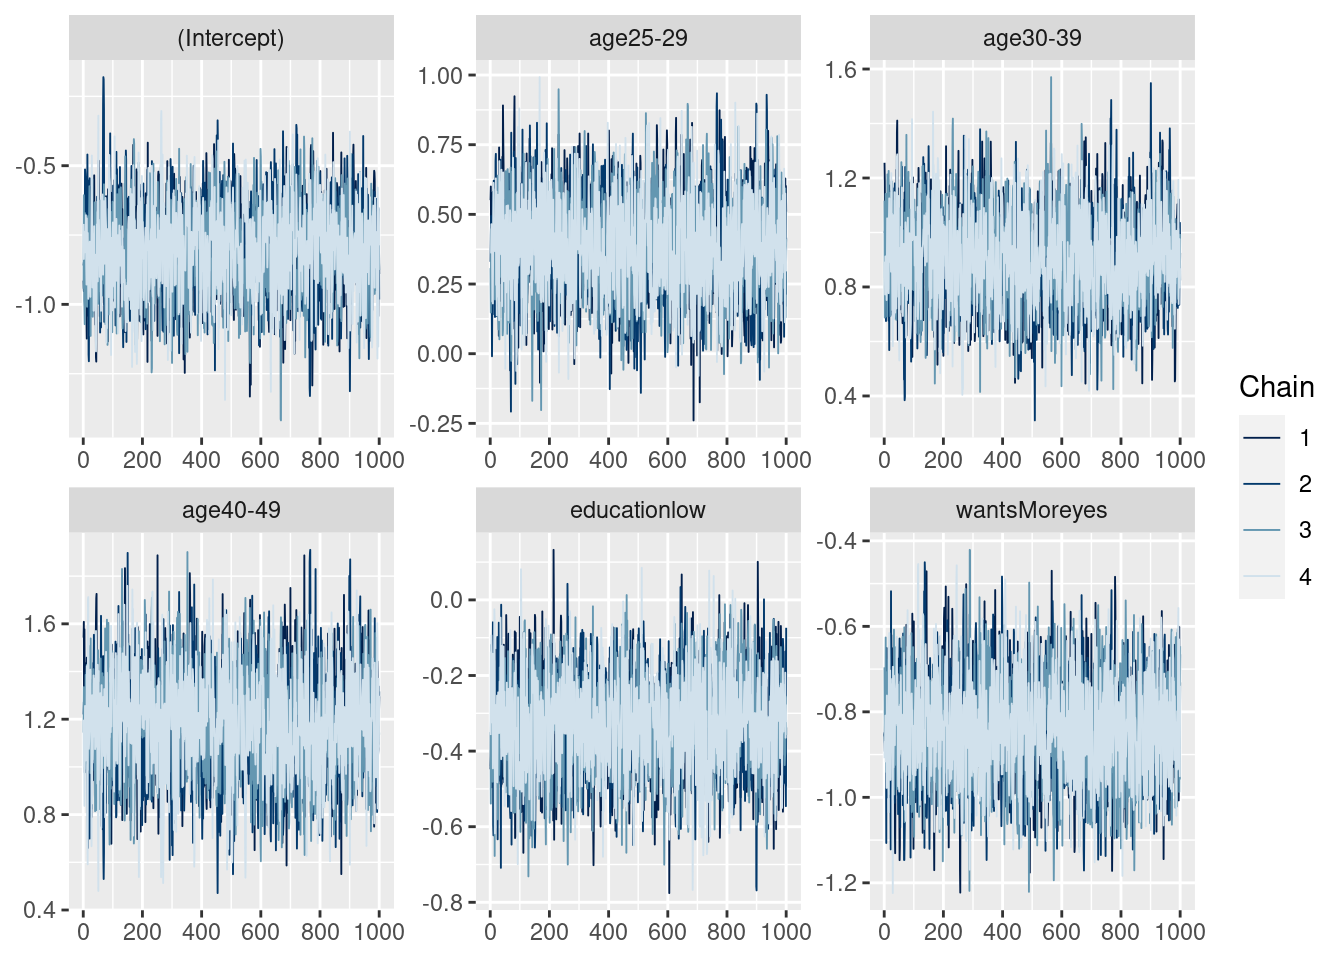 (Intercept)
age25-29
age30-39
-0.5
-1.0
0 200 400 600 800 1000
1.00
0.75
0.50
0.25
0.00
-0.25
0 200 400 600 800 1000
1.6
1.2
0.8
0.4
0 200 400 600 800 1000
age40-49
educationlow
wantsMoreyes
1.6
1.2
0.8
0.4
0 200 400 600 800 1000
0.0
-0.2
-0.4
-0.6
-0.8
0 200 400 600 800 1000
-0.4
-0.6
-0.8
-1.0
-1.2
0 200 400 600 800 1000
Chain
1
2
3
4